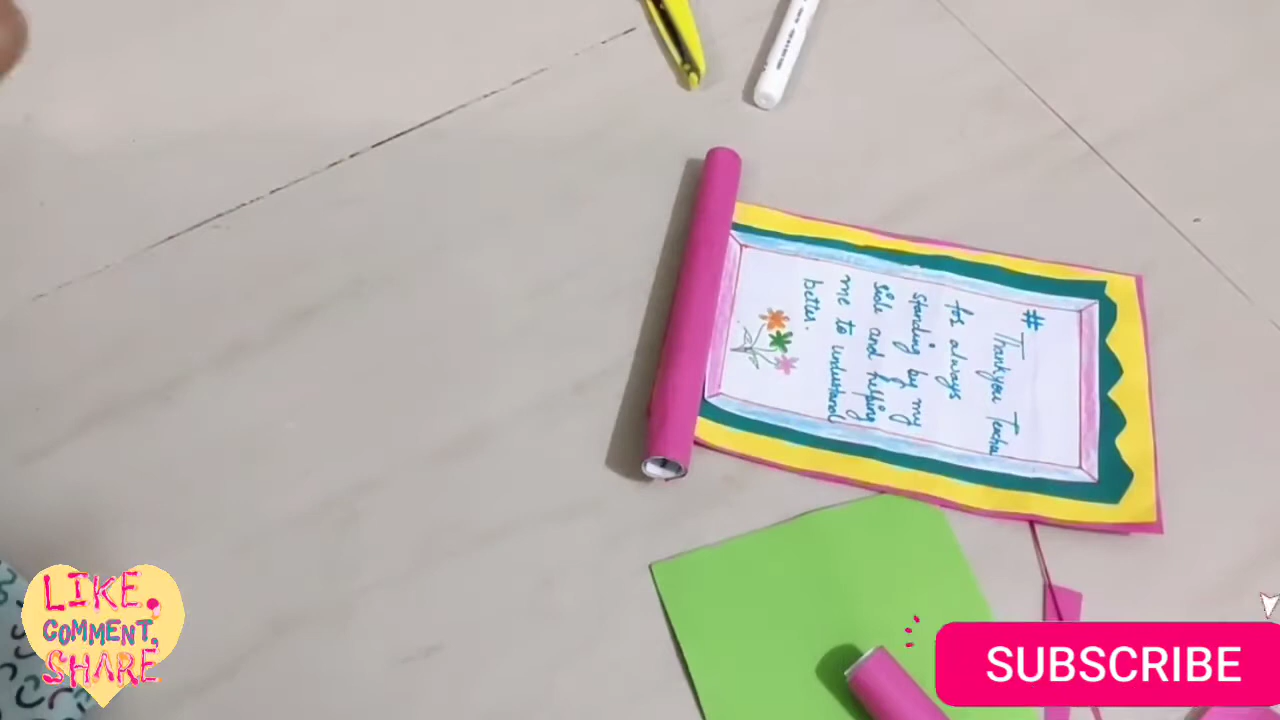 # Thankyou Teacher
for always
standing by my
side and helping
me to understand
better.
LIKE,
COMMENT,
SHARE
SUBSCRIBE